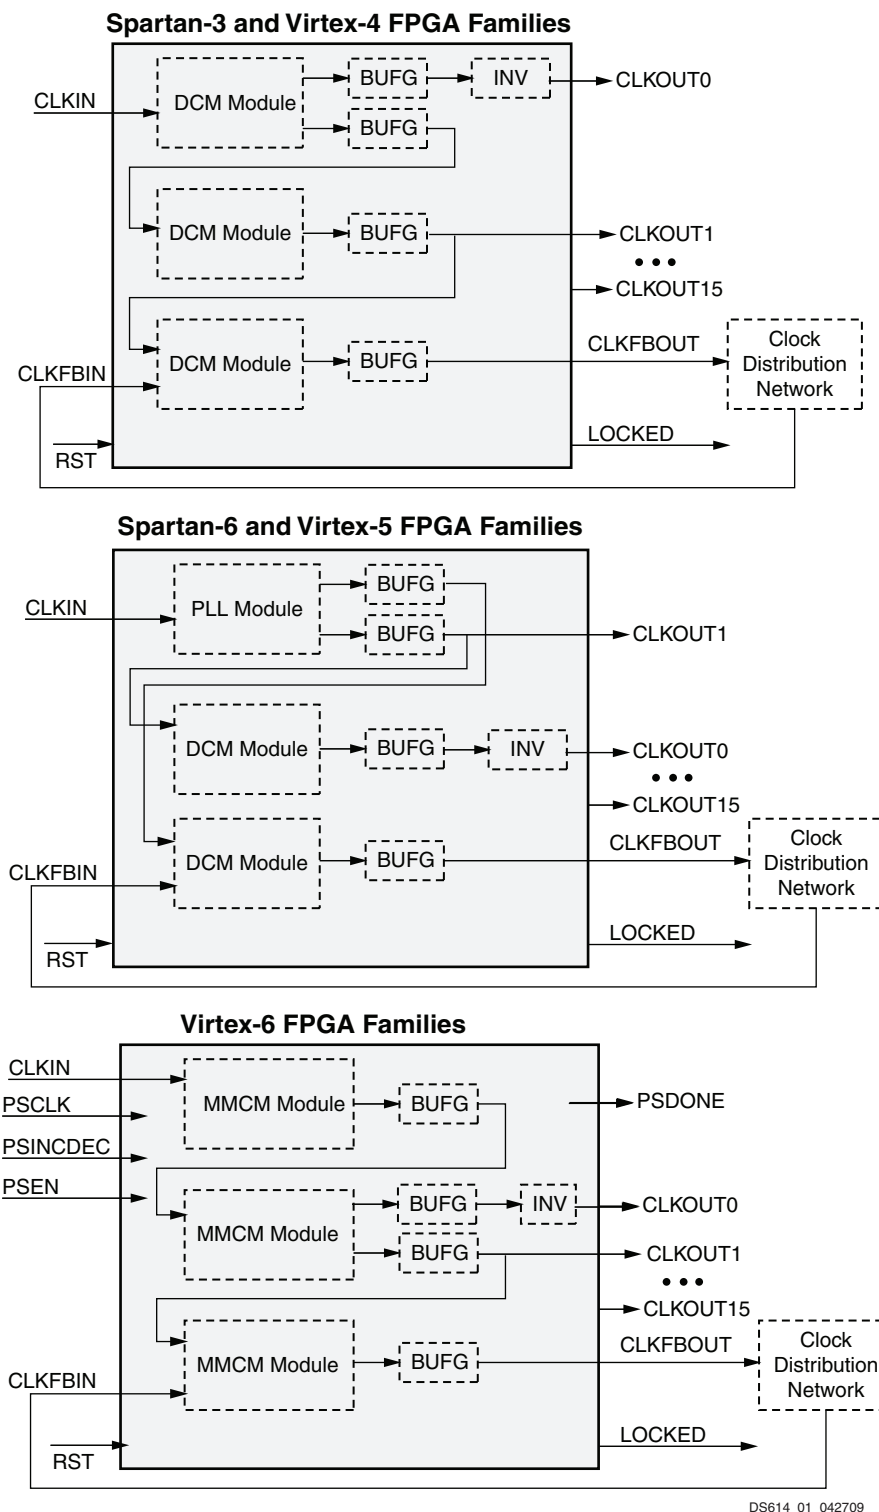 Spartan-3 and Virtex-4 FPGA Families
CLKIN
DCM Module
BUFG
INV
CLKOUT0
BUFG
DCM Module
BUFG
CLKOUT1
•••
CLKOUT15
DCM Module
BUFG
CLKFBOUT
Clock
Distribution
Network
CLKFBIN
LOCKED
RST
Spartan-6 and Virtex-5 FPGA Families
CLKIN
PLL Module
BUFG
BUFG
CLKOUT1
DCM Module
BUFG
INV
CLKOUT0
•••
CLKOUT15
DCM Module
BUFG
CLKFBOUT
Clock
Distribution
Network
CLKFBIN
LOCKED
RST
Virtex-6 FPGA Families
CLKIN
PSCLK
PSINCDEC
PSEN
MMCM Module
BUFG
PSDONE
MMCM Module
BUFG
INV
CLKOUT0
BUFG
CLKOUT1
•••
CLKOUT15
MMCM Module
BUFG
CLKFBOUT
Clock
Distribution
Network
CLKFBIN
LOCKED
RST
DS614_01_042709